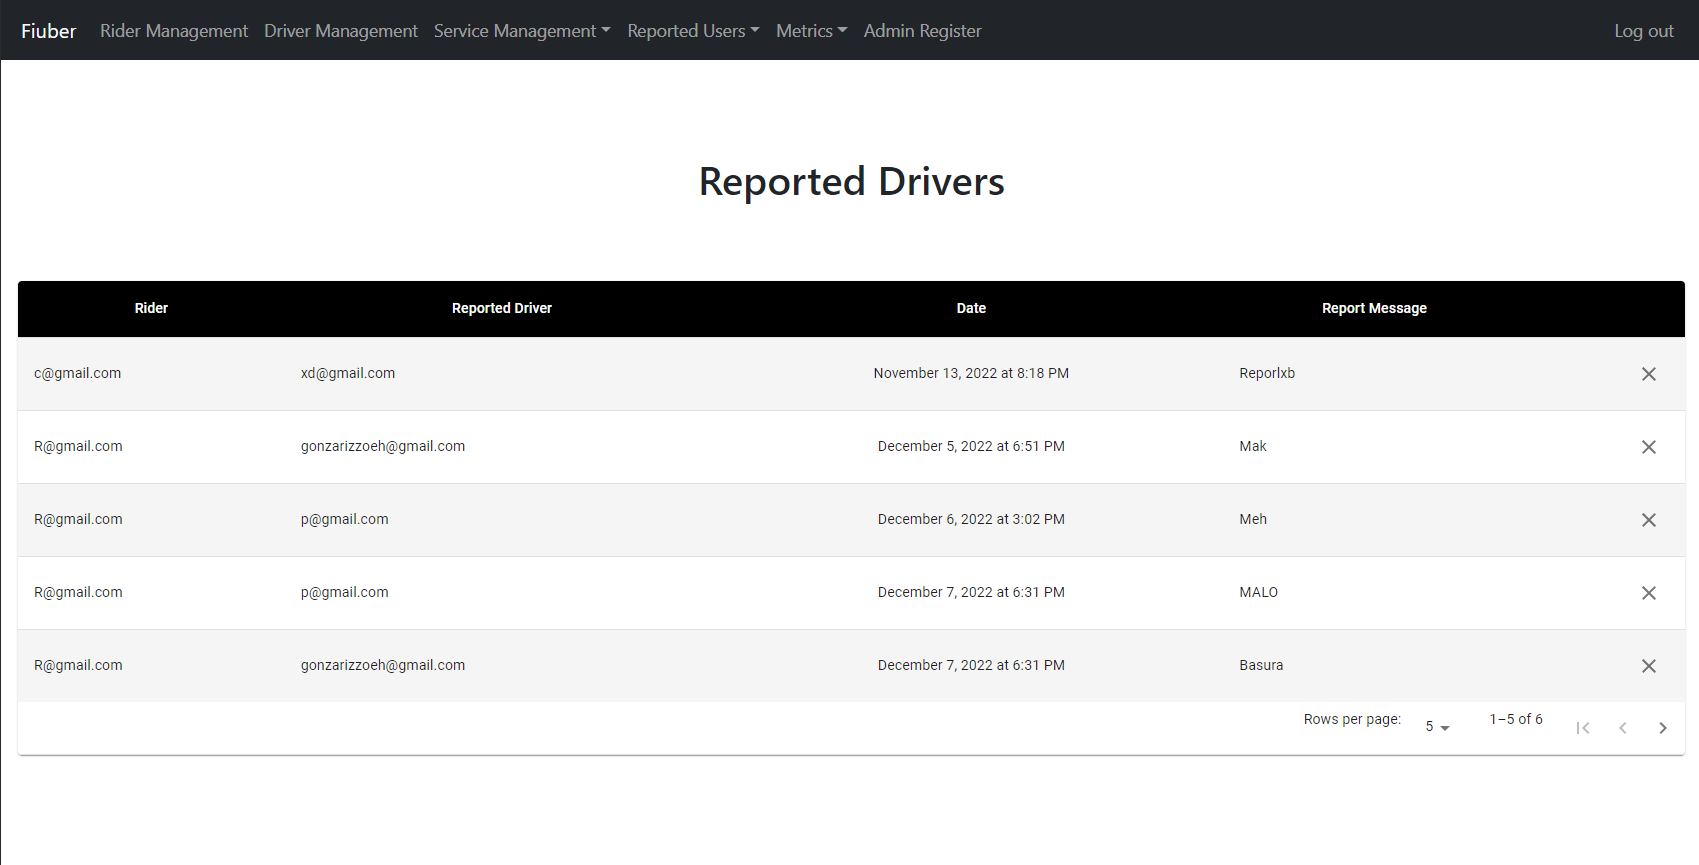 Fiuber Rider Management Driver Management Service Management Reported Users Metrics Admin Register Log out
Reported Drivers
Rider Reported Driver Date Report Message
c@gmail.com xd@gmail.com November 13, 2022 at 8:18 PM Reporlxb
R@gmail.com gonzarizzoeh@gmail.com December 5, 2022 at 6:51 PM Mak
R@gmail.com p@gmail.com December 6, 2022 at 3:02 PM Meh
R@gmail.com p@gmail.com December 7, 2022 at 6:31 PM MALO
R@gmail.com gonzarizzoeh@gmail.com December 7, 2022 at 6:31 PM Basura
Rows per page: 5 1–5 of 6